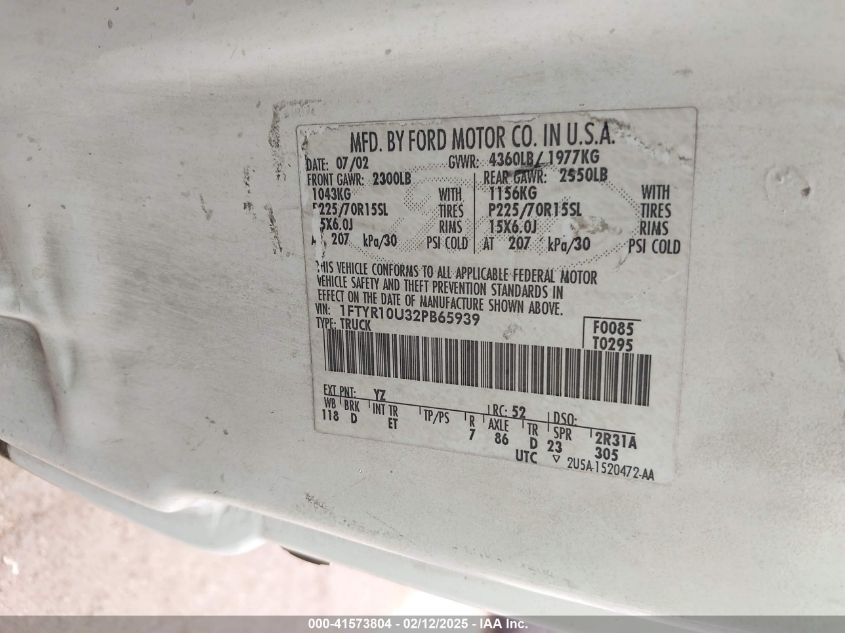 MFD. BY FORD MOTOR CO. IN U.S.A.
DATE: 07/02 GVWR: 4360LB/ 1977KG
FRONT GAWR: 2300LB REAR GAWR: 2550LB
1043KG WITH 1156KG WITH
P225/70R15SL TIRES P225/70R15SL TIRES
15X6.0J RIMS 15X6.0J RIMS
AT 207 kPa/30 PSI COLD AT 207 kPa/30 PSI COLD
THIS VEHICLE CONFORMS TO ALL APPLICABLE FEDERAL MOTOR
VEHICLE SAFETY AND THEFT PREVENTION STANDARDS IN
EFFECT ON THE DATE OF MANUFACTURE SHOWN ABOVE.
VIN: 1FTYR10U32PB65939 F0085
TYPE: TRUCK T0295
EXT PNT: YZ RC: 52 DSO:
WB BRK INT TR TP/PS R AXLE TR SPR 2R31A
118 D ET 7 86 D 23 305
UTC 2U5A-1520472-AA
000-41573804 - 02/12/2025 - IAA Inc.